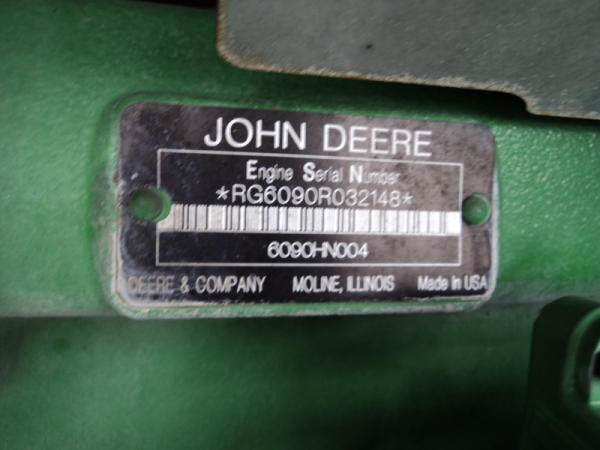 JOHN DEERE
Engine Serial Number
*RG6090R032148*
6090HN004
DEERE & COMPANY MOLINE, ILLINOIS Made In USA